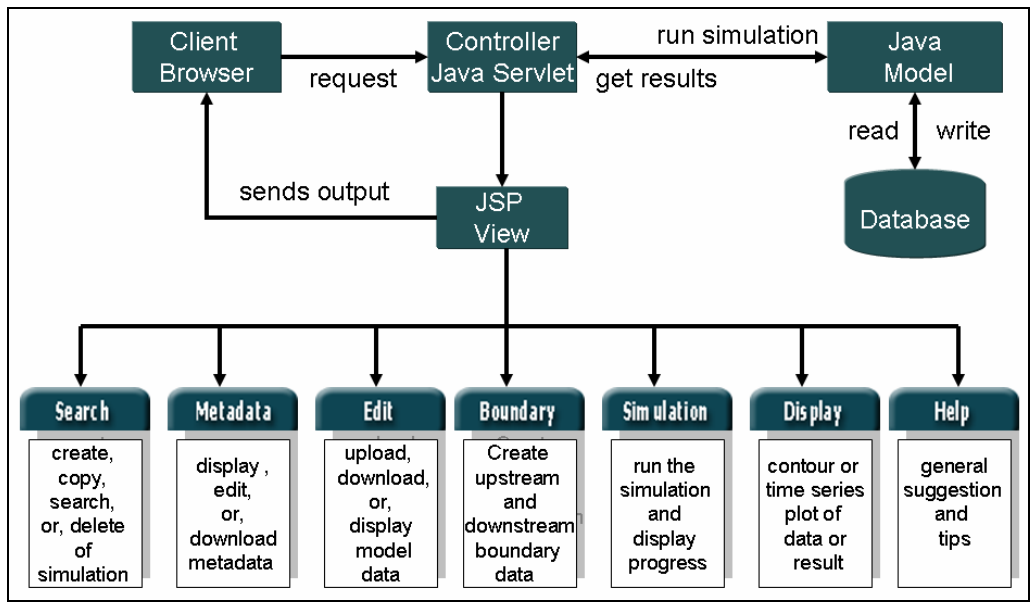 Client
Browser
request
Controller
Java Servlet
run simulation
get results
Java
Model
read
write
Database
sends output
JSP
View
Search
create,
copy,
search,
or, delete
of
simulation
Metadata
display ,
edit,
or,
download
metadata
Edit
upload,
download,
or,
display
model
data
Boundary
Create
upstream
and
downstream
boundary
data
Simulation
run the
simulation
and
display
progress
Display
contour or
time series
plot of
data or
result
Help
general
suggestion
and
tips